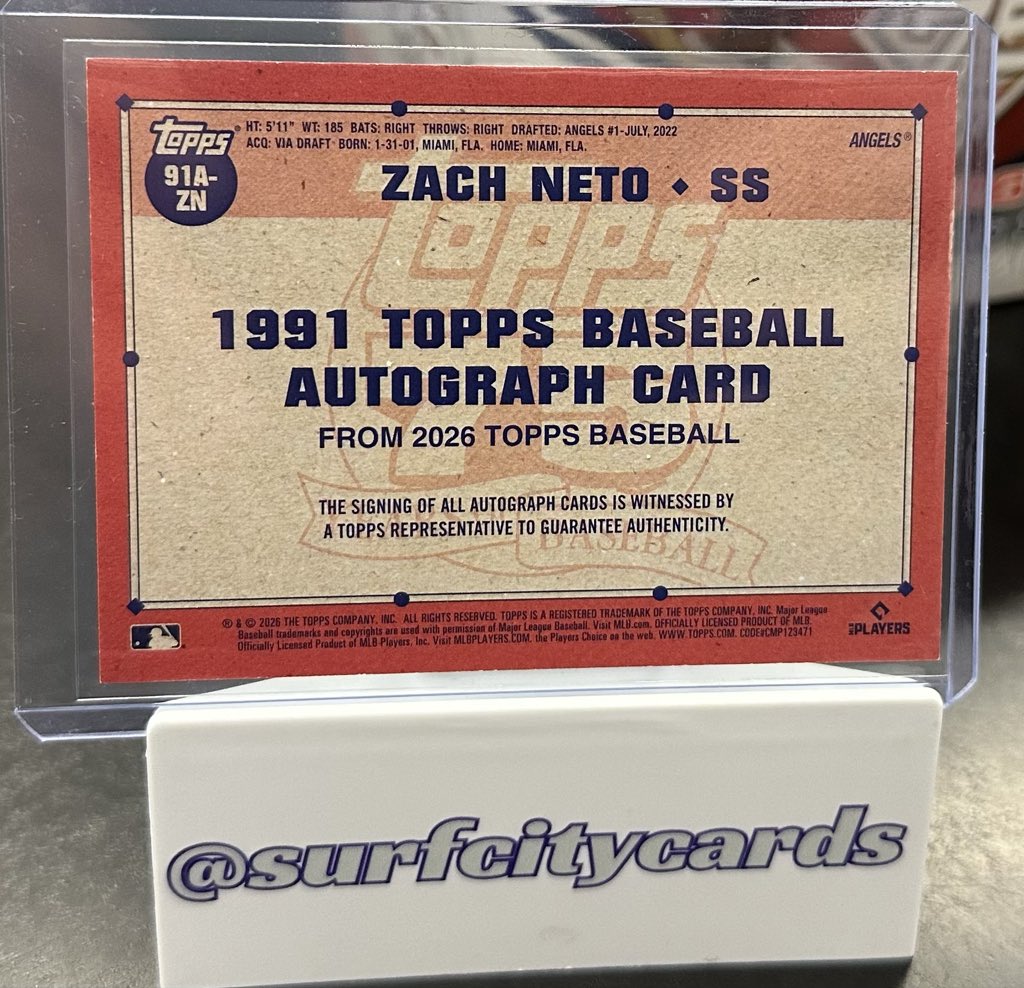 Topps
91A-
ZN
HT: 5'11" WT: 185 BATS: RIGHT THROWS: RIGHT DRAFTED: ANGELS #1-JULY, 2022
ACQ: VIA DRAFT BORN: 1-31-01, MIAMI, FLA. HOME: MIAMI, FLA.
ANGELS®
ZACH NETO ◆ SS
Topps
75
1991 TOPPS BASEBALL
AUTOGRAPH CARD
FROM 2026 TOPPS BASEBALL
THE SIGNING OF ALL AUTOGRAPH CARDS IS WITNESSED BY
A TOPPS REPRESENTATIVE TO GUARANTEE AUTHENTICITY.
BASEBALL
® & © 2026 THE TOPPS COMPANY, INC. ALL RIGHTS RESERVED. TOPPS IS A REGISTERED TRADEMARK OF THE TOPPS COMPANY, INC. Major League
Baseball trademarks and copyrights are used with permission of Major League Baseball. Visit MLB.com. OFFICIALLY LICENSED PRODUCT OF MLB.
Officially Licensed Product of MLB Players, Inc. Visit MLBPLAYERS.COM, the Players Choice on the web. WWW.TOPPS.COM. CODE#CMP123471
MLB PLAYERS
@surfcitycards